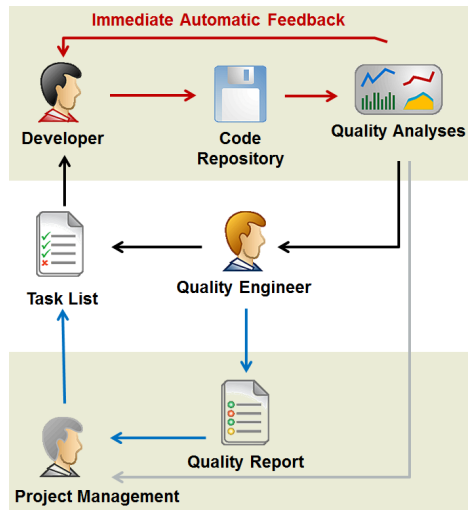 Immediate Automatic Feedback
Developer
Code
Repository
Quality Analyses
Task List
Quality Engineer
Quality Report
Project Management